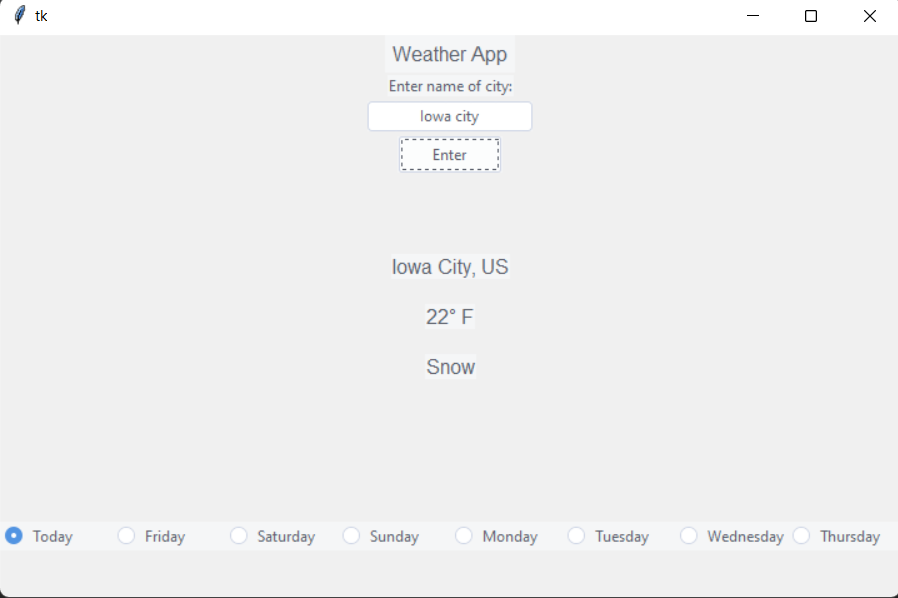 tk
Weather App
Enter name of city:
Iowa city
Enter
Iowa City, US
22° F
Snow
Today Friday Saturday Sunday Monday Tuesday Wednesday Thursday